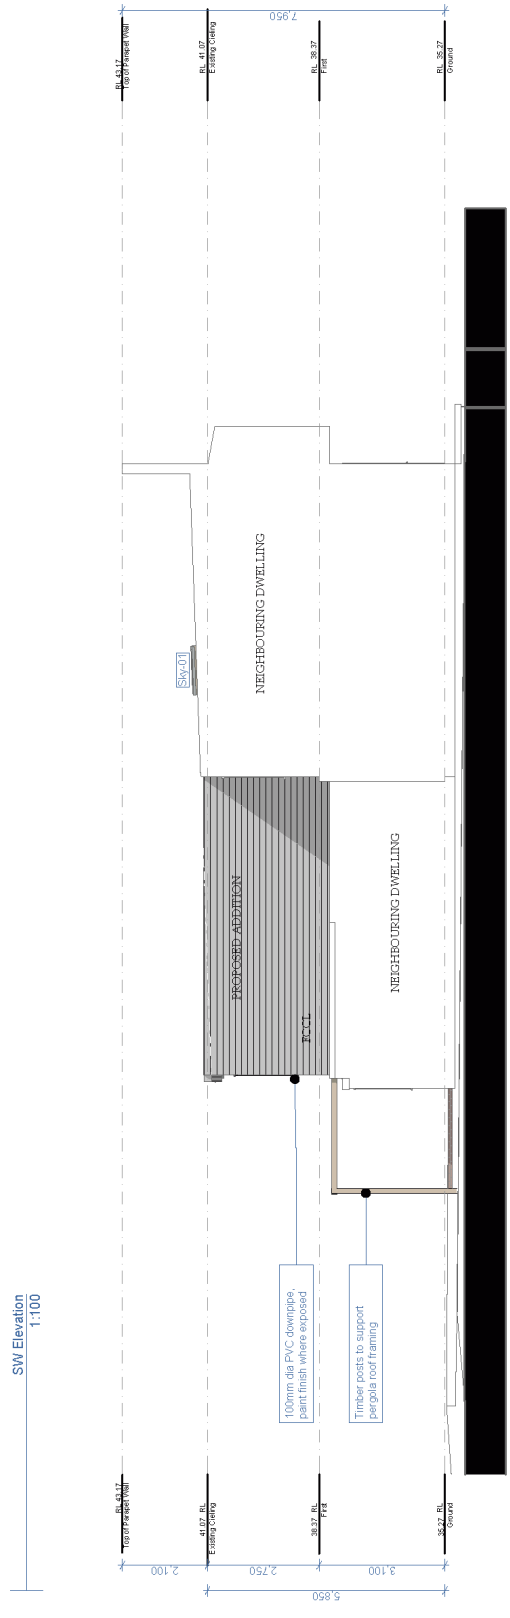 SW Elevation
1:100
7,950
RL 43.17
Top of Parapet Wall
RL 41.07
Existing Cieling
RL 38.37
First
RL 35.27
Ground
Sky-01
NEIGHBOURING DWELLING
PROPOSED ADDITION
FCCL
NEIGHBOURING DWELLING
100mm dia PVC downpipe,
paint finish where exposed
Timber posts to support
pergola roof framing
RL 43.17
Top of Parapet Wall
41.07 RL
Existing Cieling
38.37 RL
First
35.27 RL
Ground
2,100
2,750
3,100
5,850